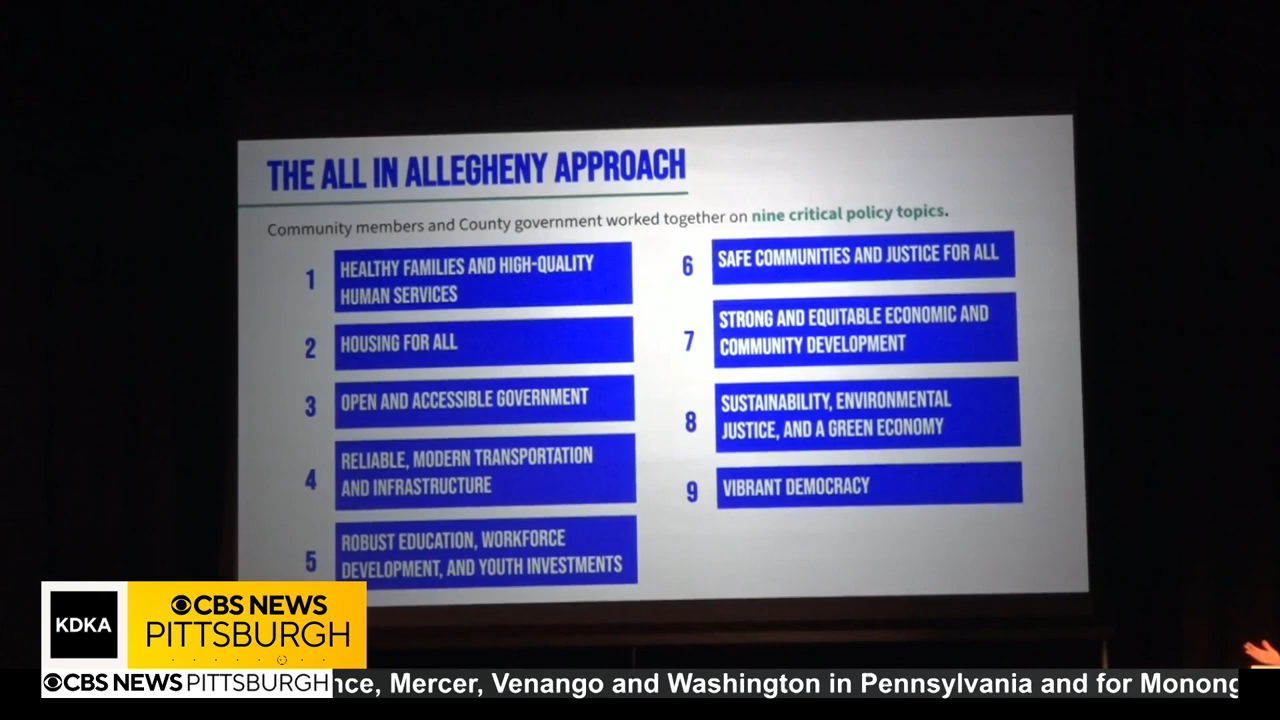 THE ALL IN ALLEGHENY APPROACH
Community members and County government worked together on nine critical policy topics.
1
HEALTHY FAMILIES AND HIGH-QUALITY
HUMAN SERVICES
2
HOUSING FOR ALL
3
OPEN AND ACCESSIBLE GOVERNMENT
4
RELIABLE, MODERN TRANSPORTATION
AND INFRASTRUCTURE
5
ROBUST EDUCATION, WORKFORCE
DEVELOPMENT, AND YOUTH INVESTMENTS
6
SAFE COMMUNITIES AND JUSTICE FOR ALL
7
STRONG AND EQUITABLE ECONOMIC AND
COMMUNITY DEVELOPMENT
8
SUSTAINABILITY, ENVIRONMENTAL
JUSTICE, AND A GREEN ECONOMY
9
VIBRANT DEMOCRACY
KDKA
CBS NEWS
PITTSBURGH
CBS NEWS PITTSBURGH
nce, Mercer, Venango and Washington in Pennsylvania and for Monong